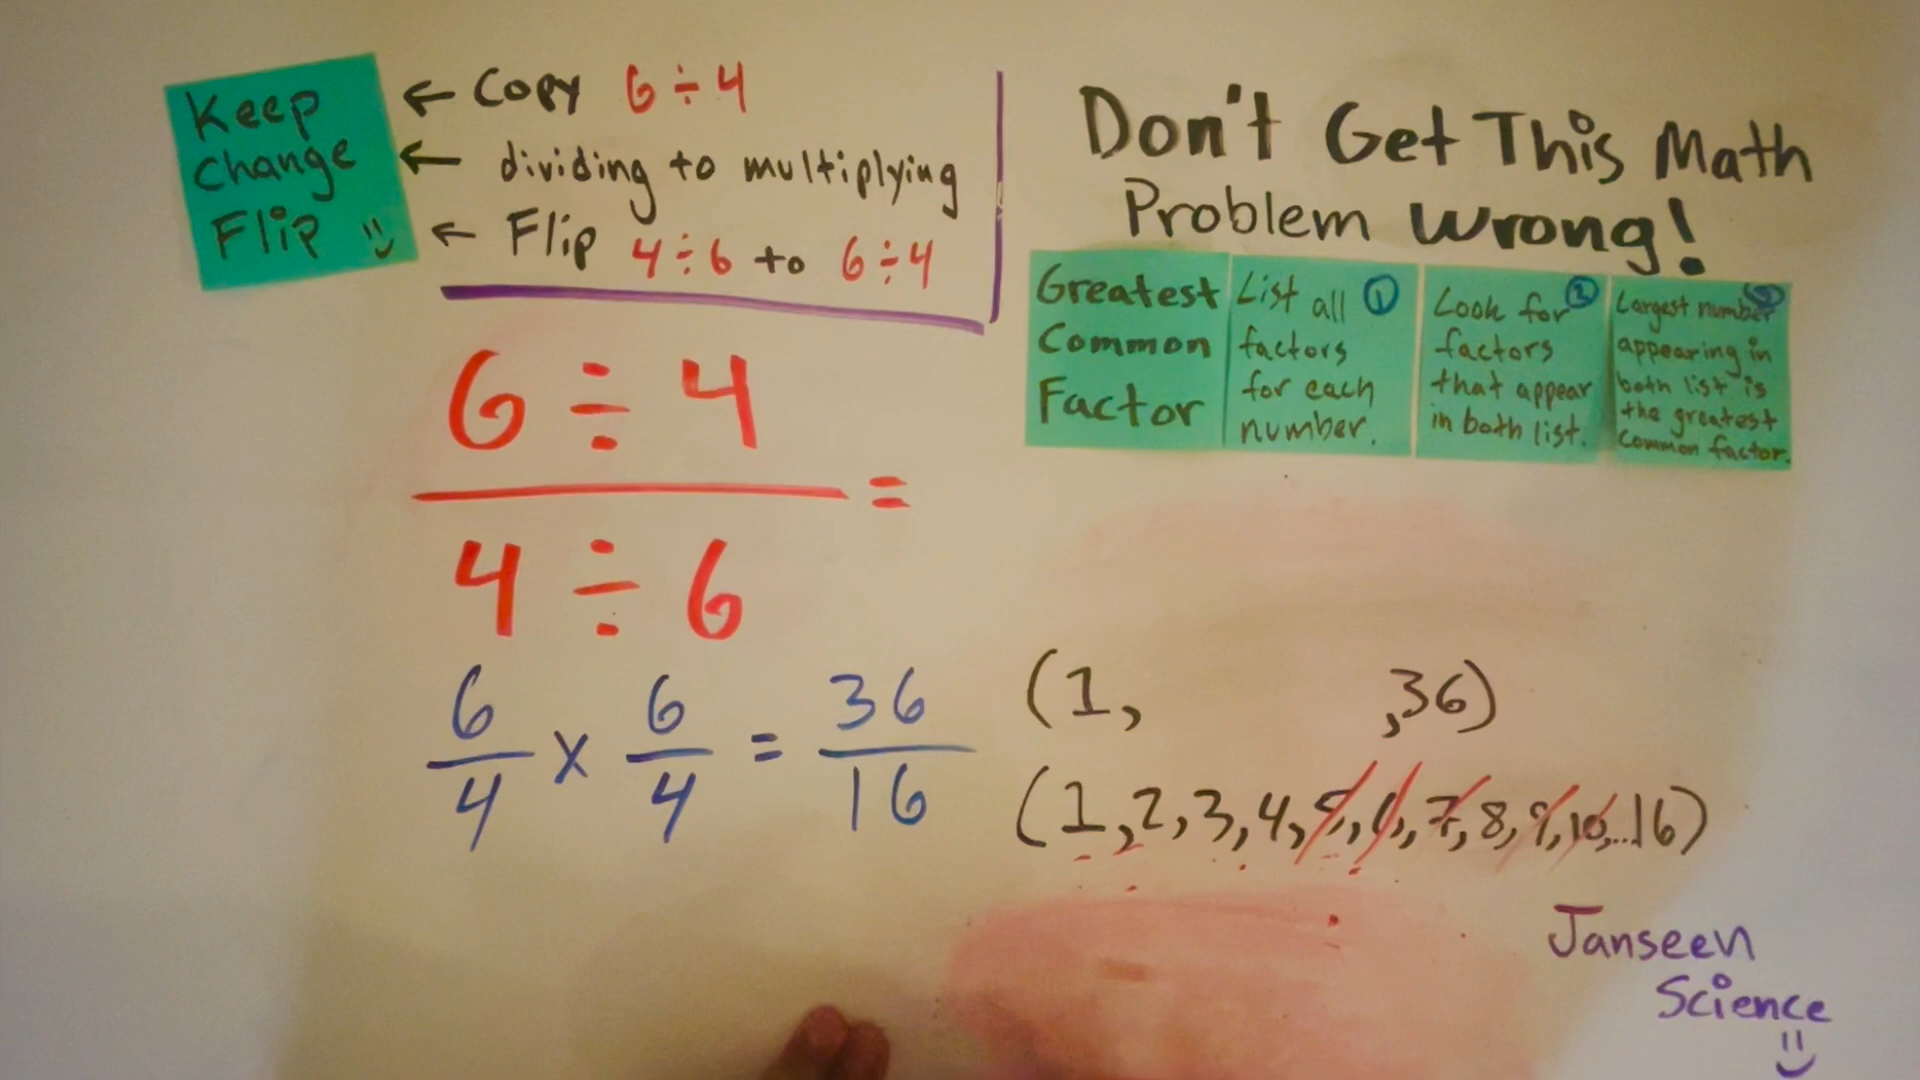 Keep
change
Flip
← Copy 6 ÷ 4
← dividing to multiplying
← Flip 4 ÷ 6 to 6 ÷ 4
Don't Get This Math
Problem Wrong!
Greatest
Common
Factor
List all ①
factors
for each
number.
Look for ②
factors
that appear
in both list.
Largest number
appearing in
both list is
the greatest
common factor.
6 ÷ 4
=
4 ÷ 6
6/4 x 6/4 = 36/16
(1, ,36)
(1,2,3,4,5,6,7,8,9,10,...16)
Janseen
Science